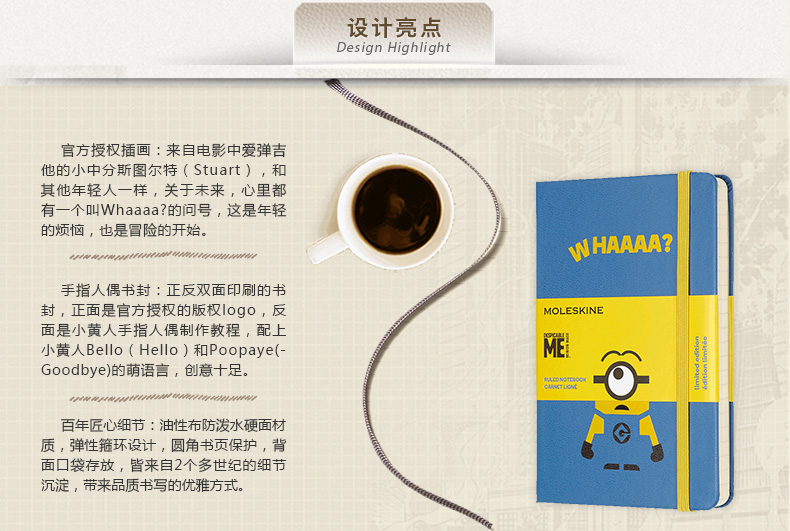 设计亮点
Design Highlight
官方授权插画：来自电影中爱弹吉
他的小中分斯图尔特（Stuart），和
其他年轻人一样，关于未来，心里都
有一个叫Whaaaa?的问号，这是年轻
的烦恼，也是冒险的开始。
手指人偶书封：正反双面印刷的书
封，正面是官方授权的版权logo，反
面是小黄人手指人偶制作教程，配上
小黄人Bello（Hello）和Poopaye(-
Goodbye)的萌语言，创意十足。
百年匠心细节：油性布防泼水硬面材
质，弹性箍环设计，圆角书页保护，背
面口袋存放，皆来自2个多世纪的细节
沉淀，带来品质书写的优雅方式。
WHAAAA?
MOLESKINE
DESPICABLE
ME
RULED NOTEBOOK
CARNET LIGNÉ
limited edition
édition limitée